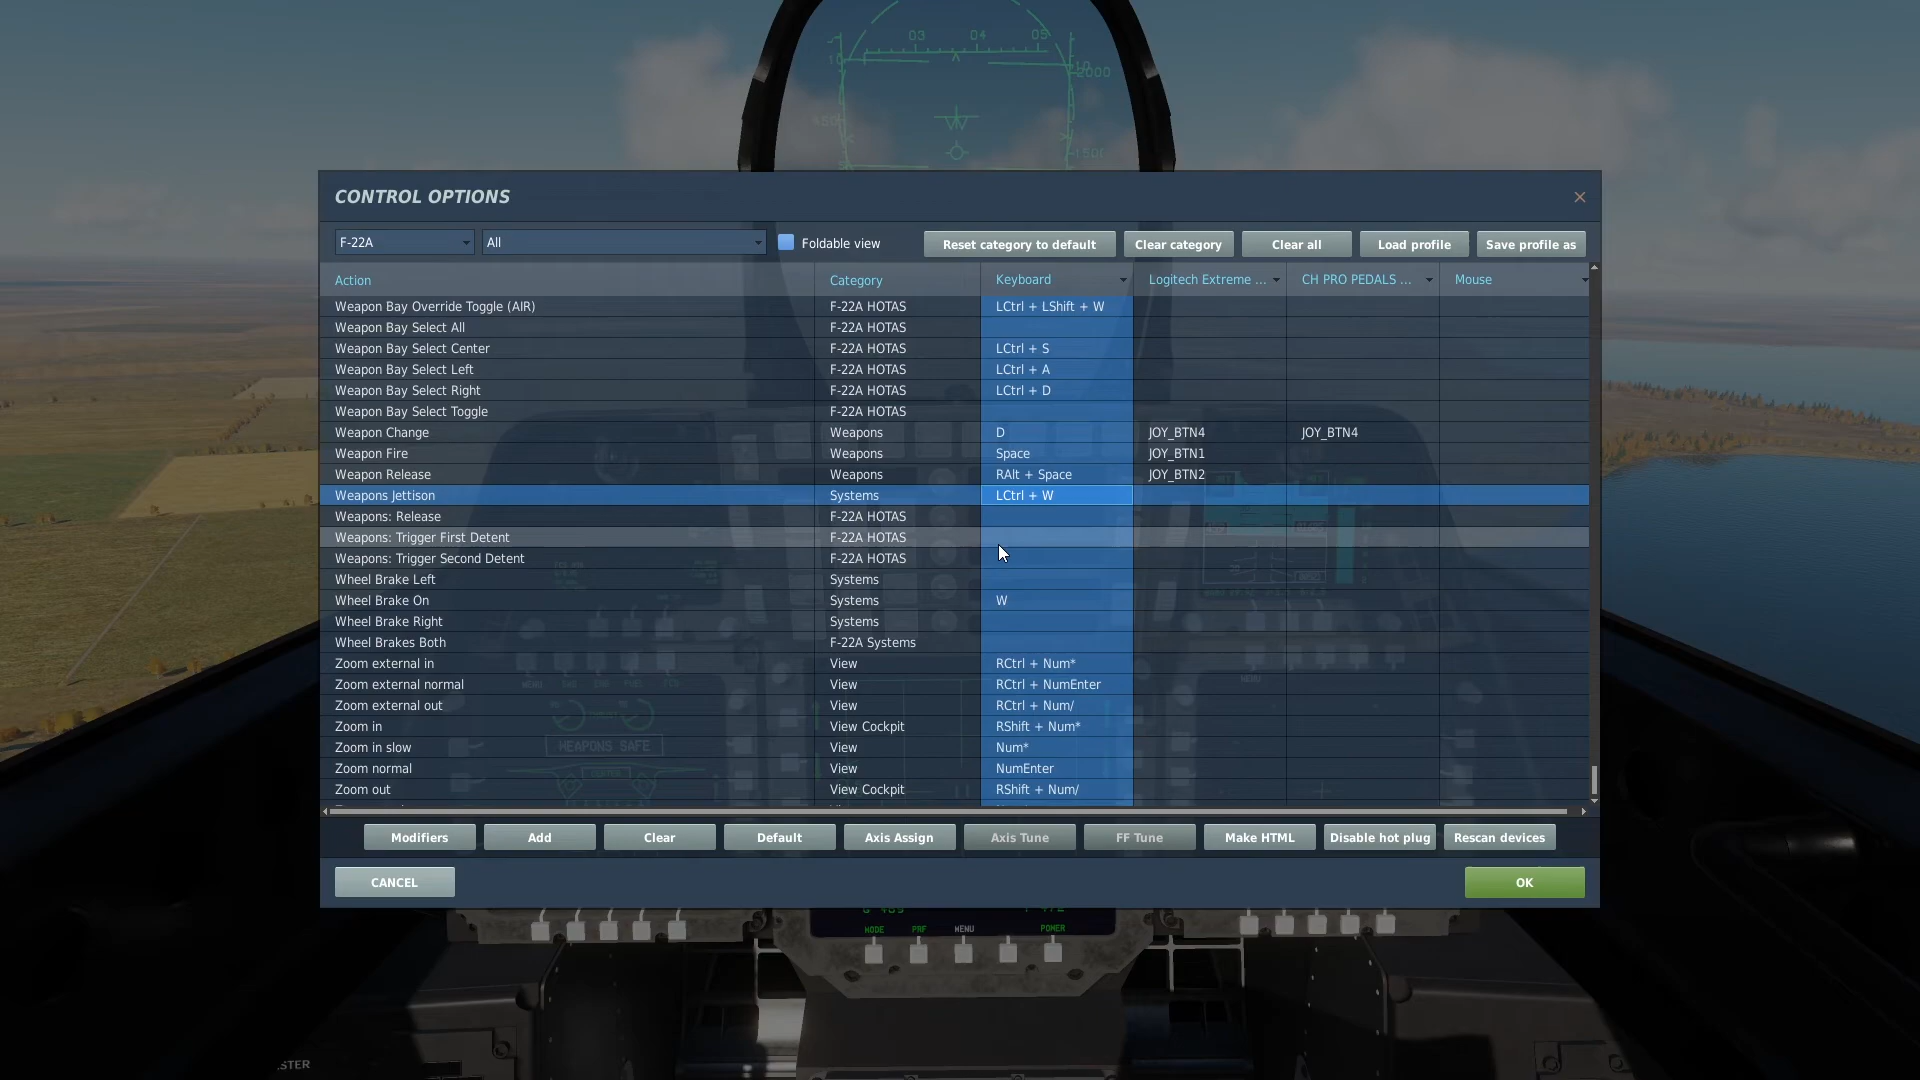 03 04 05
CONTROL OPTIONS
F-22A All Foldable view Reset category to default Clear category Clear all Load profile Save profile as
Action Category Keyboard Logitech Extreme ... CH PRO PEDALS ... Mouse
Weapon Bay Override Toggle (AIR) F-22A HOTAS LCtrl + LShift + W
Weapon Bay Select All F-22A HOTAS
Weapon Bay Select Center F-22A HOTAS LCtrl + S
Weapon Bay Select Left F-22A HOTAS LCtrl + A
Weapon Bay Select Right F-22A HOTAS LCtrl + D
Weapon Bay Select Toggle F-22A HOTAS
Weapon Change Weapons D JOY_BTN4 JOY_BTN4
Weapon Fire Weapons Space JOY_BTN1
Weapon Release Weapons RAlt + Space JOY_BTN2
Weapons Jettison Systems LCtrl + W
Weapons: Release F-22A HOTAS
Weapons: Trigger First Detent F-22A HOTAS
Weapons: Trigger Second Detent F-22A HOTAS
Wheel Brake Left Systems
Wheel Brake On Systems W
Wheel Brake Right Systems
Wheel Brakes Both F-22A Systems
Zoom external in View RCtrl + Num*
Zoom external normal View RCtrl + NumEnter
Zoom external out View RCtrl + Num/
Zoom in View Cockpit RShift + Num*
Zoom in slow View Num*
WEAPONS SAFE
Zoom normal View NumEnter
Zoom out View Cockpit RShift + Num/
Modifiers Add Clear Default Axis Assign Axis Tune FF Tune Make HTML Disable hot plug Rescan devices
CANCEL OK
MODE PRF MENU POWER